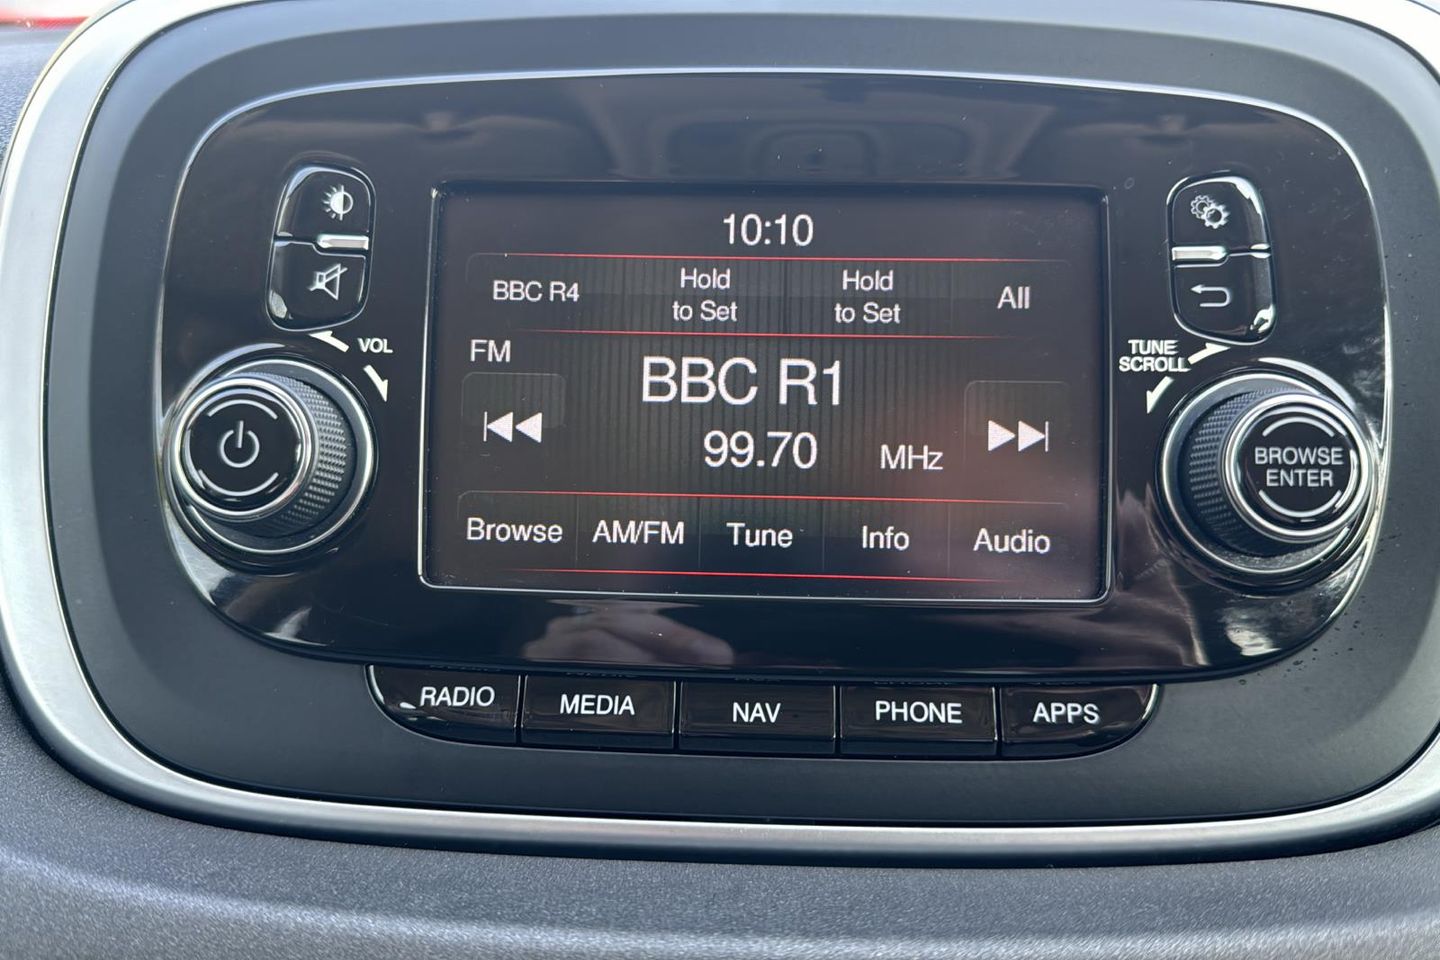 10:10
BBC R4
Hold
to Set
Hold
to Set
All
FM
BBC R1
99.70 MHz
Browse AM/FM Tune Info Audio
VOL
TUNE
SCROLL
BROWSE
ENTER
RADIO MEDIA NAV PHONE APPS